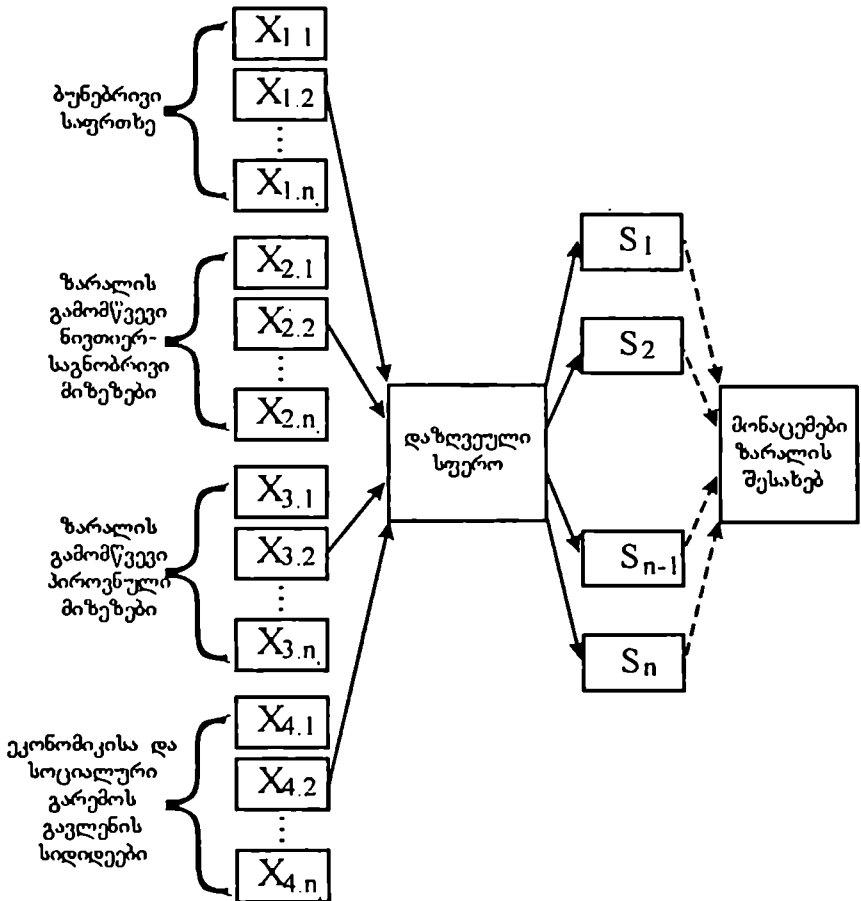 X1 1
X1.2
X1.n.
ბუნებრივი
საფრთხე
X2.1
X2.2
X2.n.
ზარალის
გამომწვევი
ნივთიერ-
საგნობრივი
მიზეზები
X3.1
X3.2
X3.n.
ზარალის
გამომწვევი
პიროვნული
მიზეზები
X4.1
X4.2
X4.n.
ეკონომიკისა და
სოციალური
გარემოს
გავლენის
სიდიდეები
დაზღვეული
სფერო
S1
S2
Sn-1
Sn
მონაცემები
ზარალის
შესახებ